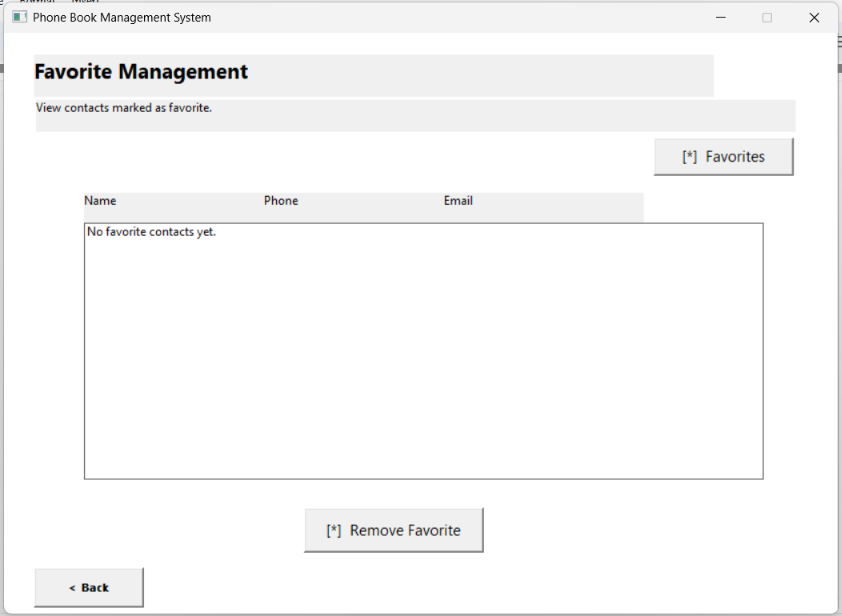 Phone Book Management System
Favorite Management
View contacts marked as favorite.
[*] Favorites
Name Phone Email
No favorite contacts yet.
[*] Remove Favorite
< Back